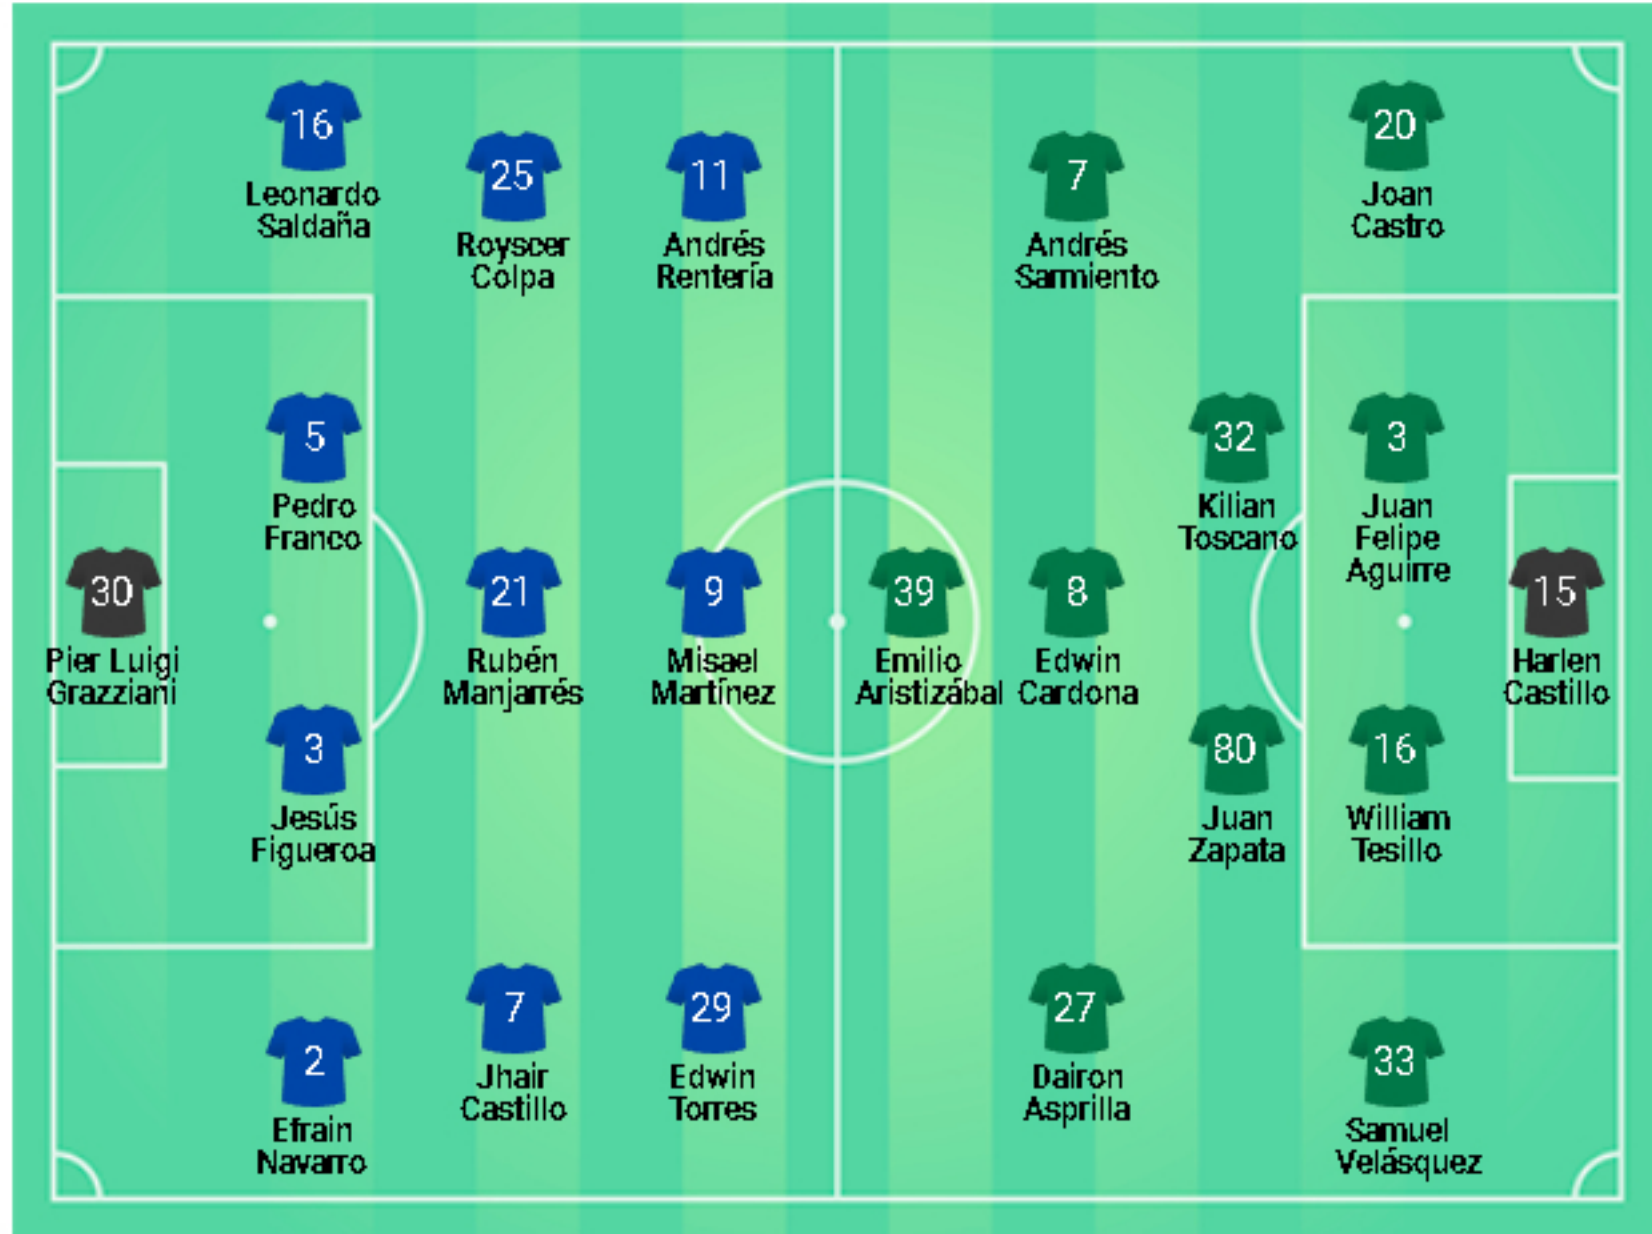 16
Leonardo
Saldaña
25
Royscer
Colpa
11
Andrés
Rentería
7
Andrés
Sarmiento
20
Joan
Castro
5
Pedro
Franco
32
Kilian
Toscano
3
Juan
Felipe
Aguirre
30
Pier Luigi
Grazziani
21
Rubén
Manjarrés
9
Misael
Martínez
39
Emilio
Aristizábal
8
Edwin
Cardona
15
Harlen
Castillo
3
Jesús
Figueroa
80
Juan
Zapata
16
William
Tesillo
2
Efrain
Navarro
7
Jhair
Castillo
29
Edwin
Torres
27
Dairon
Asprilla
33
Samuel
Velásquez